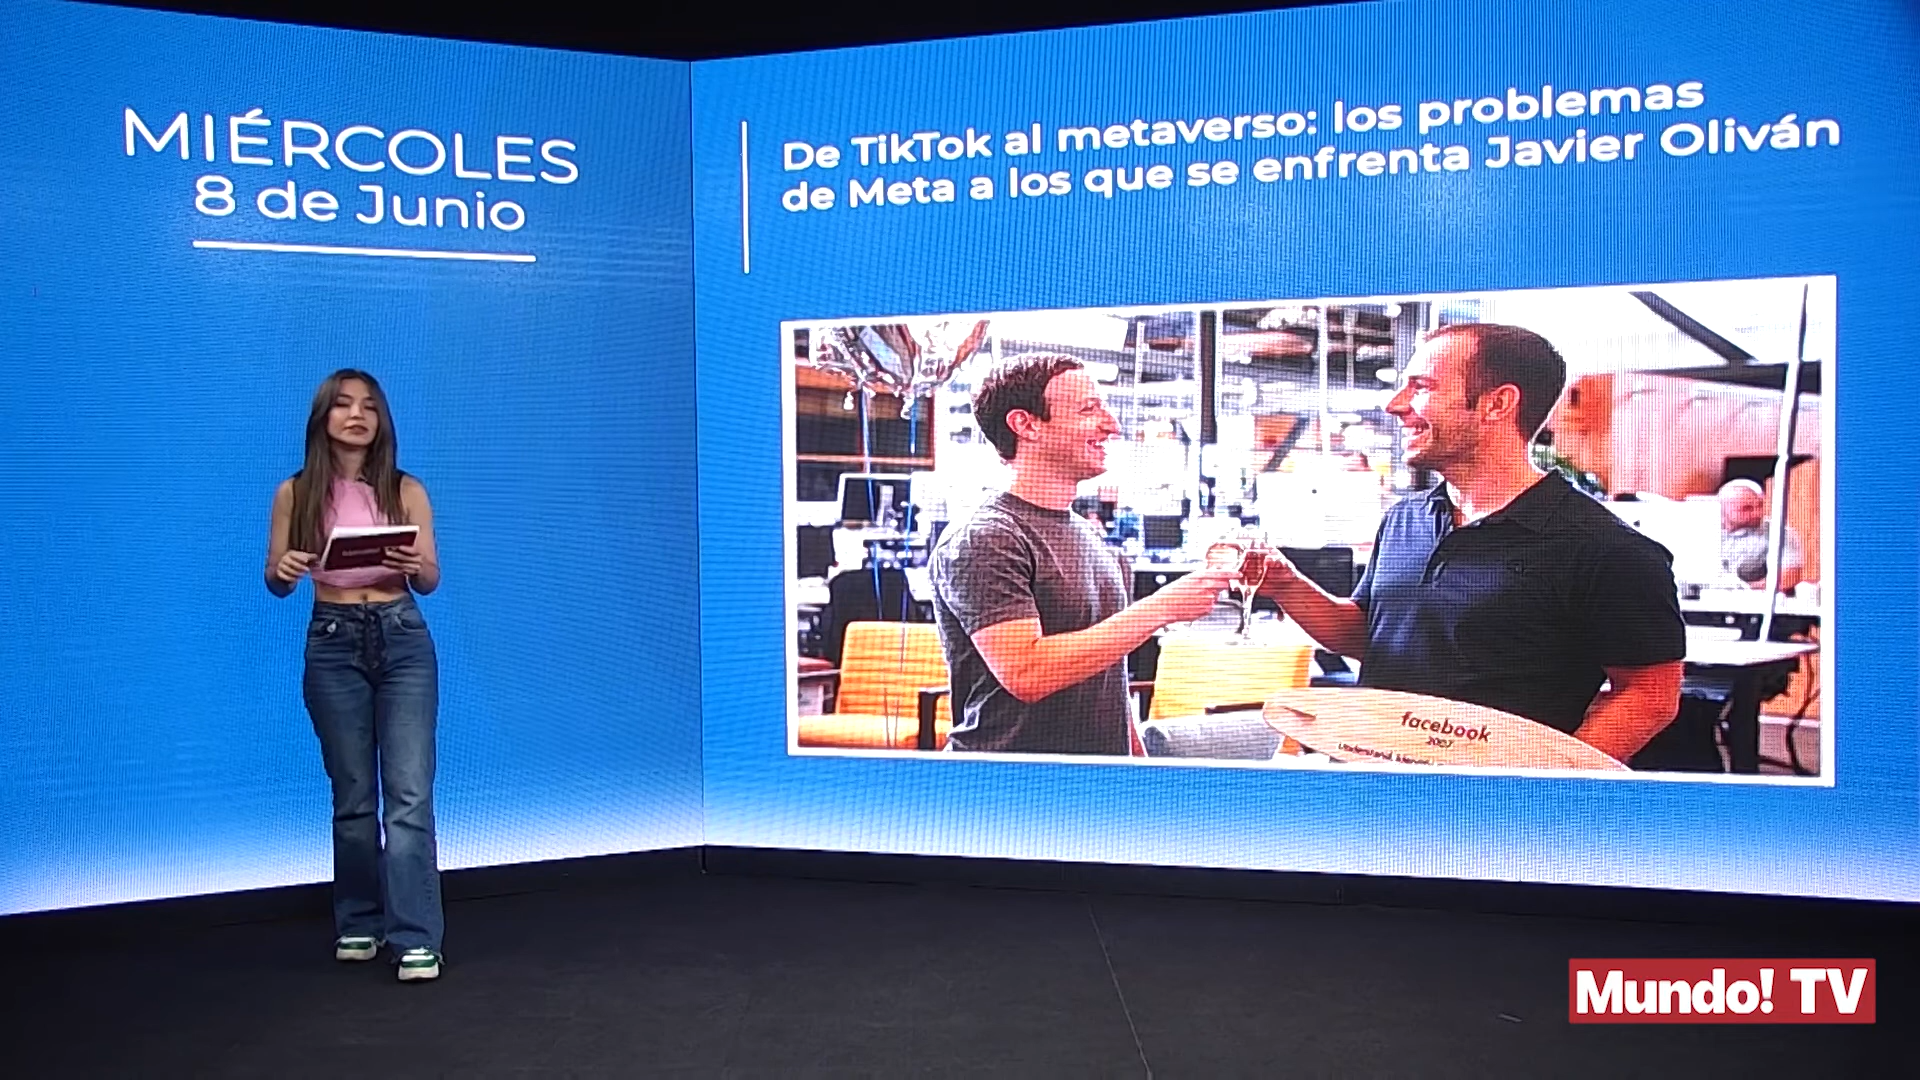 MIÉRCOLES
8 de Junio
De TikTok al metaverso: los problemas
de Meta a los que se enfrenta Javier Oliván
facebook
2007
Mundo! TV